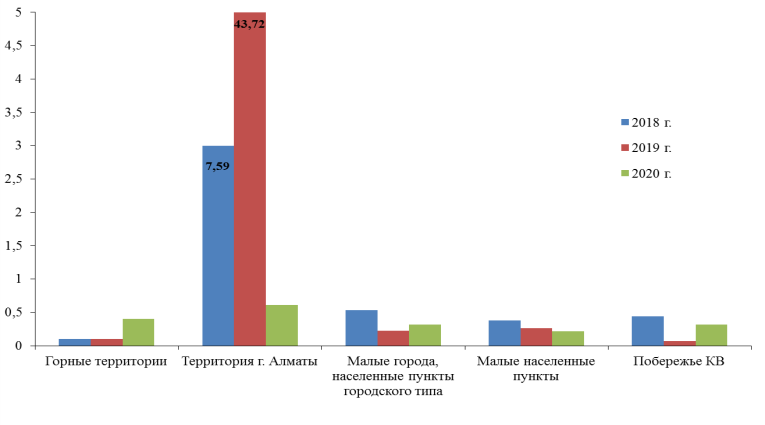 5
4,5
4
3,5
3
2,5
2
1,5
1
0,5
0
43,72
7,59
2018 г.
2019 г.
2020 г.
Горные территории
Территория г. Алматы
Малые города,
населенные пункты
городского типа
Малые населенные
пункты
Побережье КВ